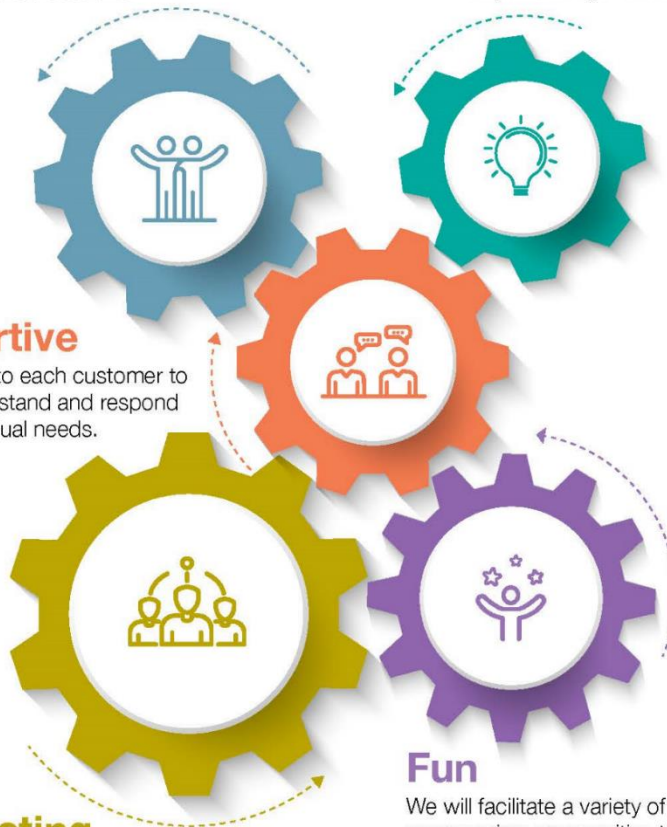 rtive
to each customer to
stand and respond
ual needs.
Fun
We will facilitate a variety of